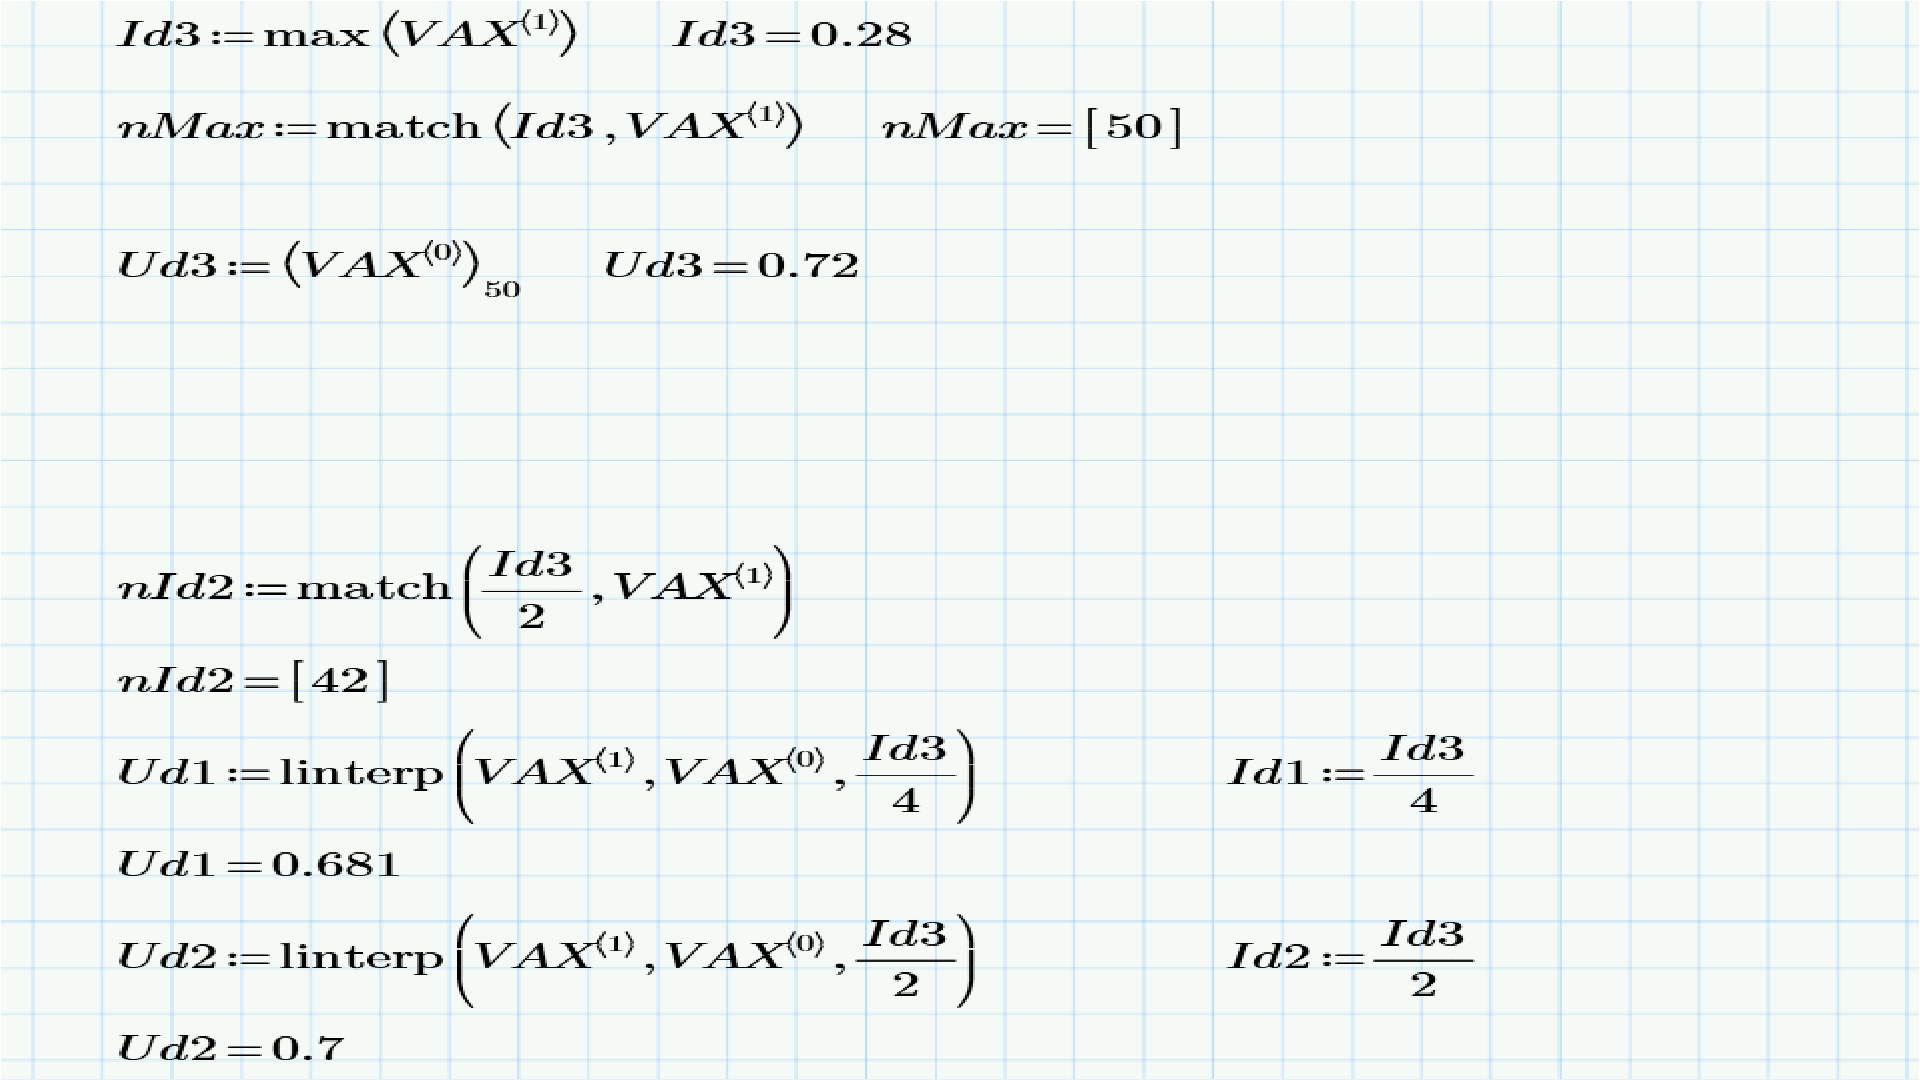 Id3 := max (VAX⟨1⟩) Id3 = 0.28
nMax := match (Id3 , VAX⟨1⟩) nMax = [ 50 ]
Ud3 := (VAX⟨0⟩)50 Ud3 = 0.72
nId2 := match (Id3/2 , VAX⟨1⟩)
nId2 = [ 42 ]
Ud1 := linterp (VAX⟨1⟩ , VAX⟨0⟩ , Id3/4) Id1 := Id3/4
Ud1 = 0.681
Ud2 := linterp (VAX⟨1⟩ , VAX⟨0⟩ , Id3/2) Id2 := Id3/2
Ud2 = 0.7